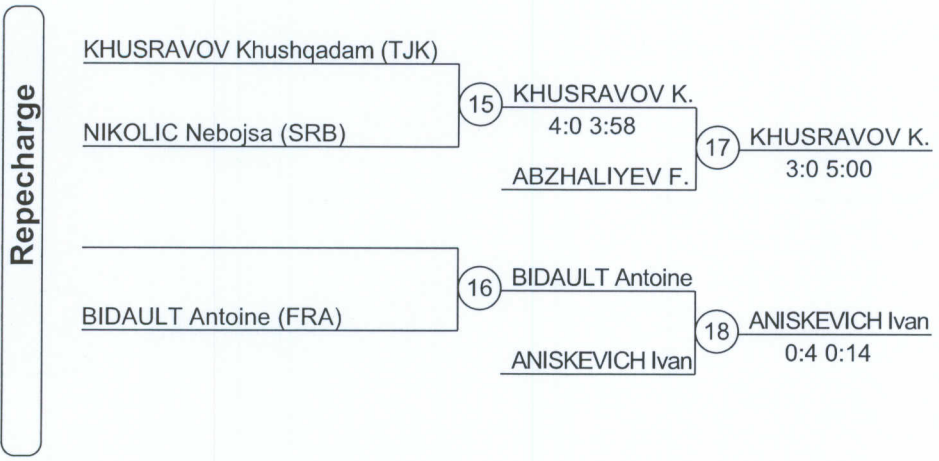 Repecharge
KHUSRAVOV Khushqadam (TJK)
NIKOLIC Nebojsa (SRB)
15
KHUSRAVOV K.
4:0 3:58
ABZHALIYEV F.
17
KHUSRAVOV K.
3:0 5:00
BIDAULT Antoine (FRA)
16
BIDAULT Antoine
ANISKEVICH Ivan
18
ANISKEVICH Ivan
0:4 0:14